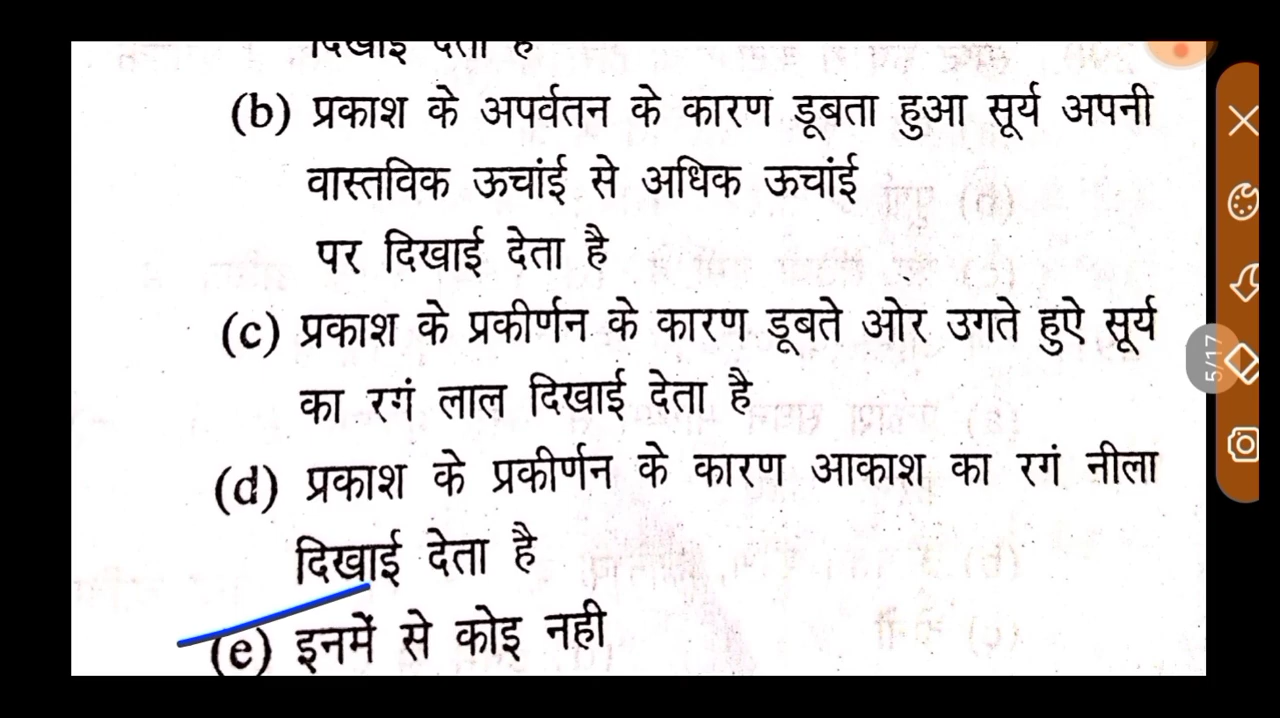 दिखाई देता है
(b) प्रकाश के अपर्वतन के कारण डूबता हुआ सूर्य अपनी
वास्तविक ऊचांई से अधिक ऊचांई
पर दिखाई देता है
(c) प्रकाश के प्रकीर्णन के कारण डूबते ओर उगते हुऐ सूर्य
का रगं लाल दिखाई देता है
(d) प्रकाश के प्रकीर्णन के कारण आकाश का रगं नीला
दिखाई देता है
(e) इनमें से कोइ नही
5/17